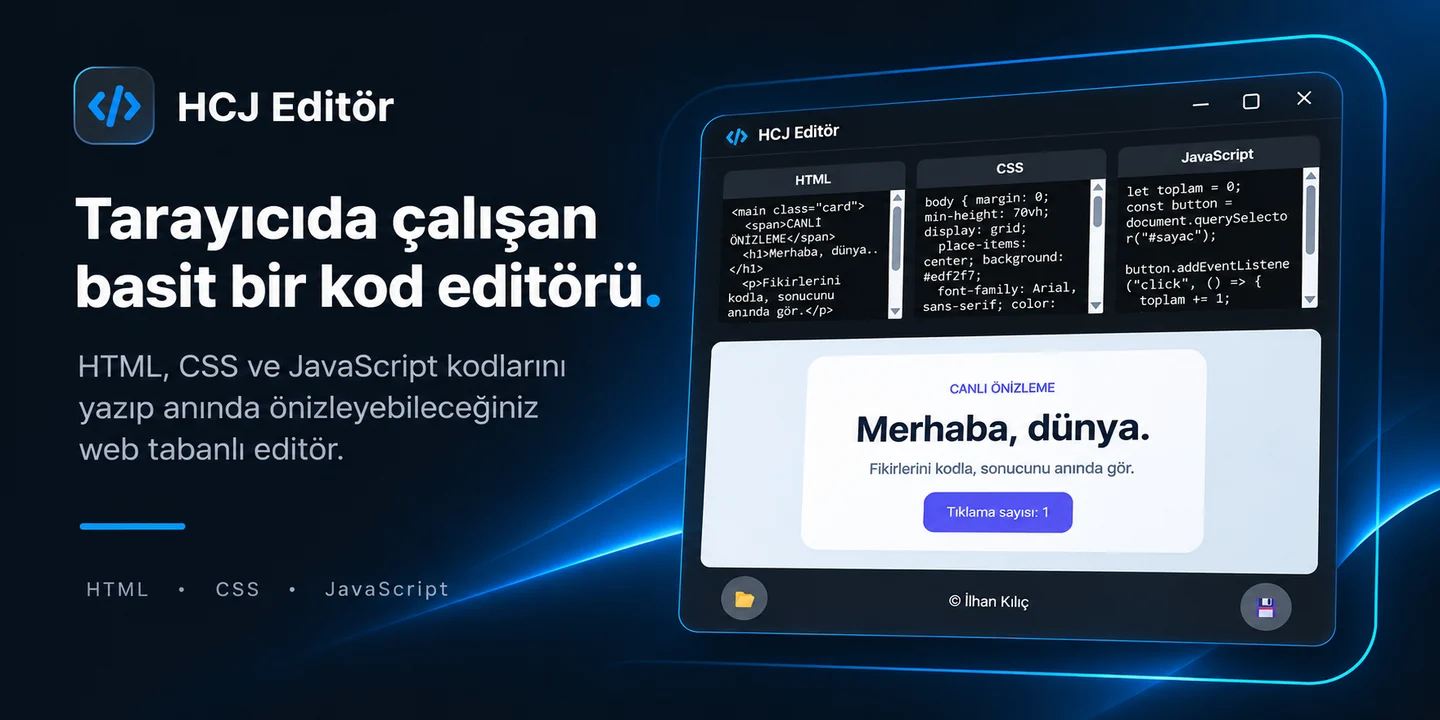 HCJ Editör
Tarayıcıda çalışan
basit bir kod editörü.
HTML, CSS ve JavaScript kodlarını
yazıp anında önizleyebileceğiniz
web tabanlı editör.
HTML • CSS • JavaScript
HCJ Editör
HTML
<main class="card">
<span>CANLI
ÖNİZLEME</span>
<h1>Merhaba, dünya..
</h1>
<p>Fikirlerini
kodla, sonucunu
anında gör.</p>
CSS
body { margin: 0;
min-height: 70vh;
display: grid;
place-items:
center; background:
#edf2f7;
font-family: Arial,
sans-serif; color:
JavaScript
let toplam = 0;
const button =
document.querySelecto
r("#sayac");
button.addEventListene
("click", () => {
toplam += 1;
CANLI ÖNİZLEME
Merhaba, dünya.
Fikirlerini kodla, sonucunu anında gör.
Tıklama sayısı: 1
© İlhan Kılıç